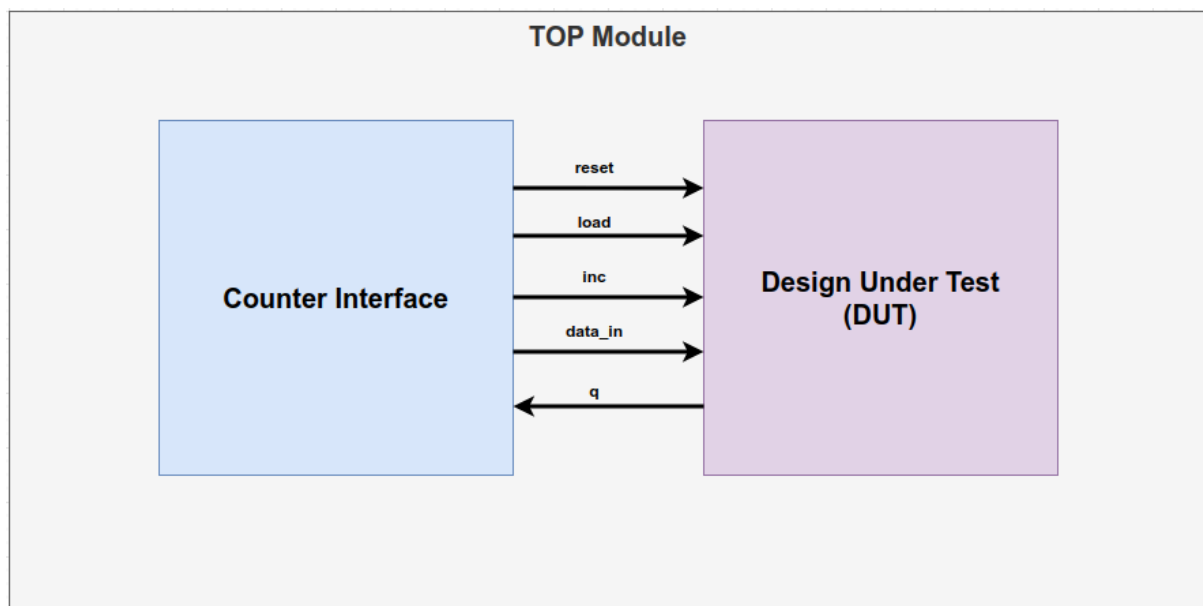 TOP Module
Counter Interface
reset
load
inc
data_in
q
Design Under Test
(DUT)